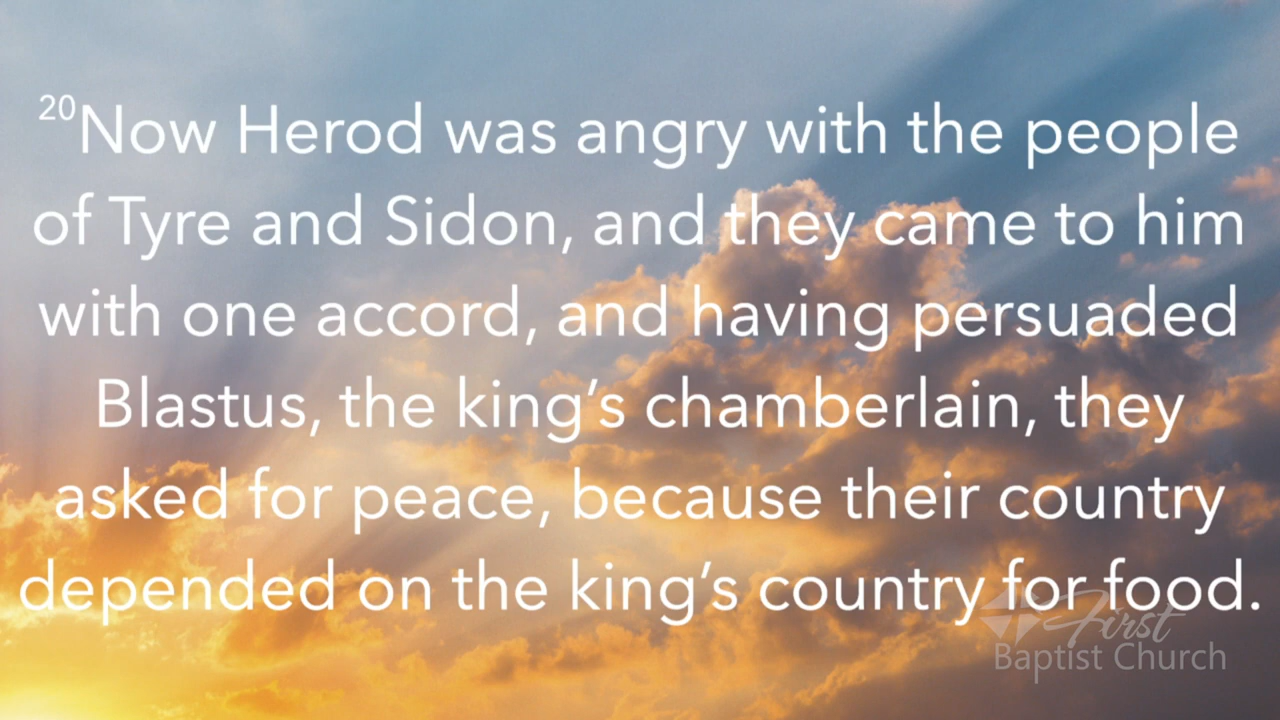 20Now Herod was angry with the people
of Tyre and Sidon, and they came to him
with one accord, and having persuaded
Blastus, the king’s chamberlain, they
asked for peace, because their country
depended on the king’s country for food.
First
Baptist Church